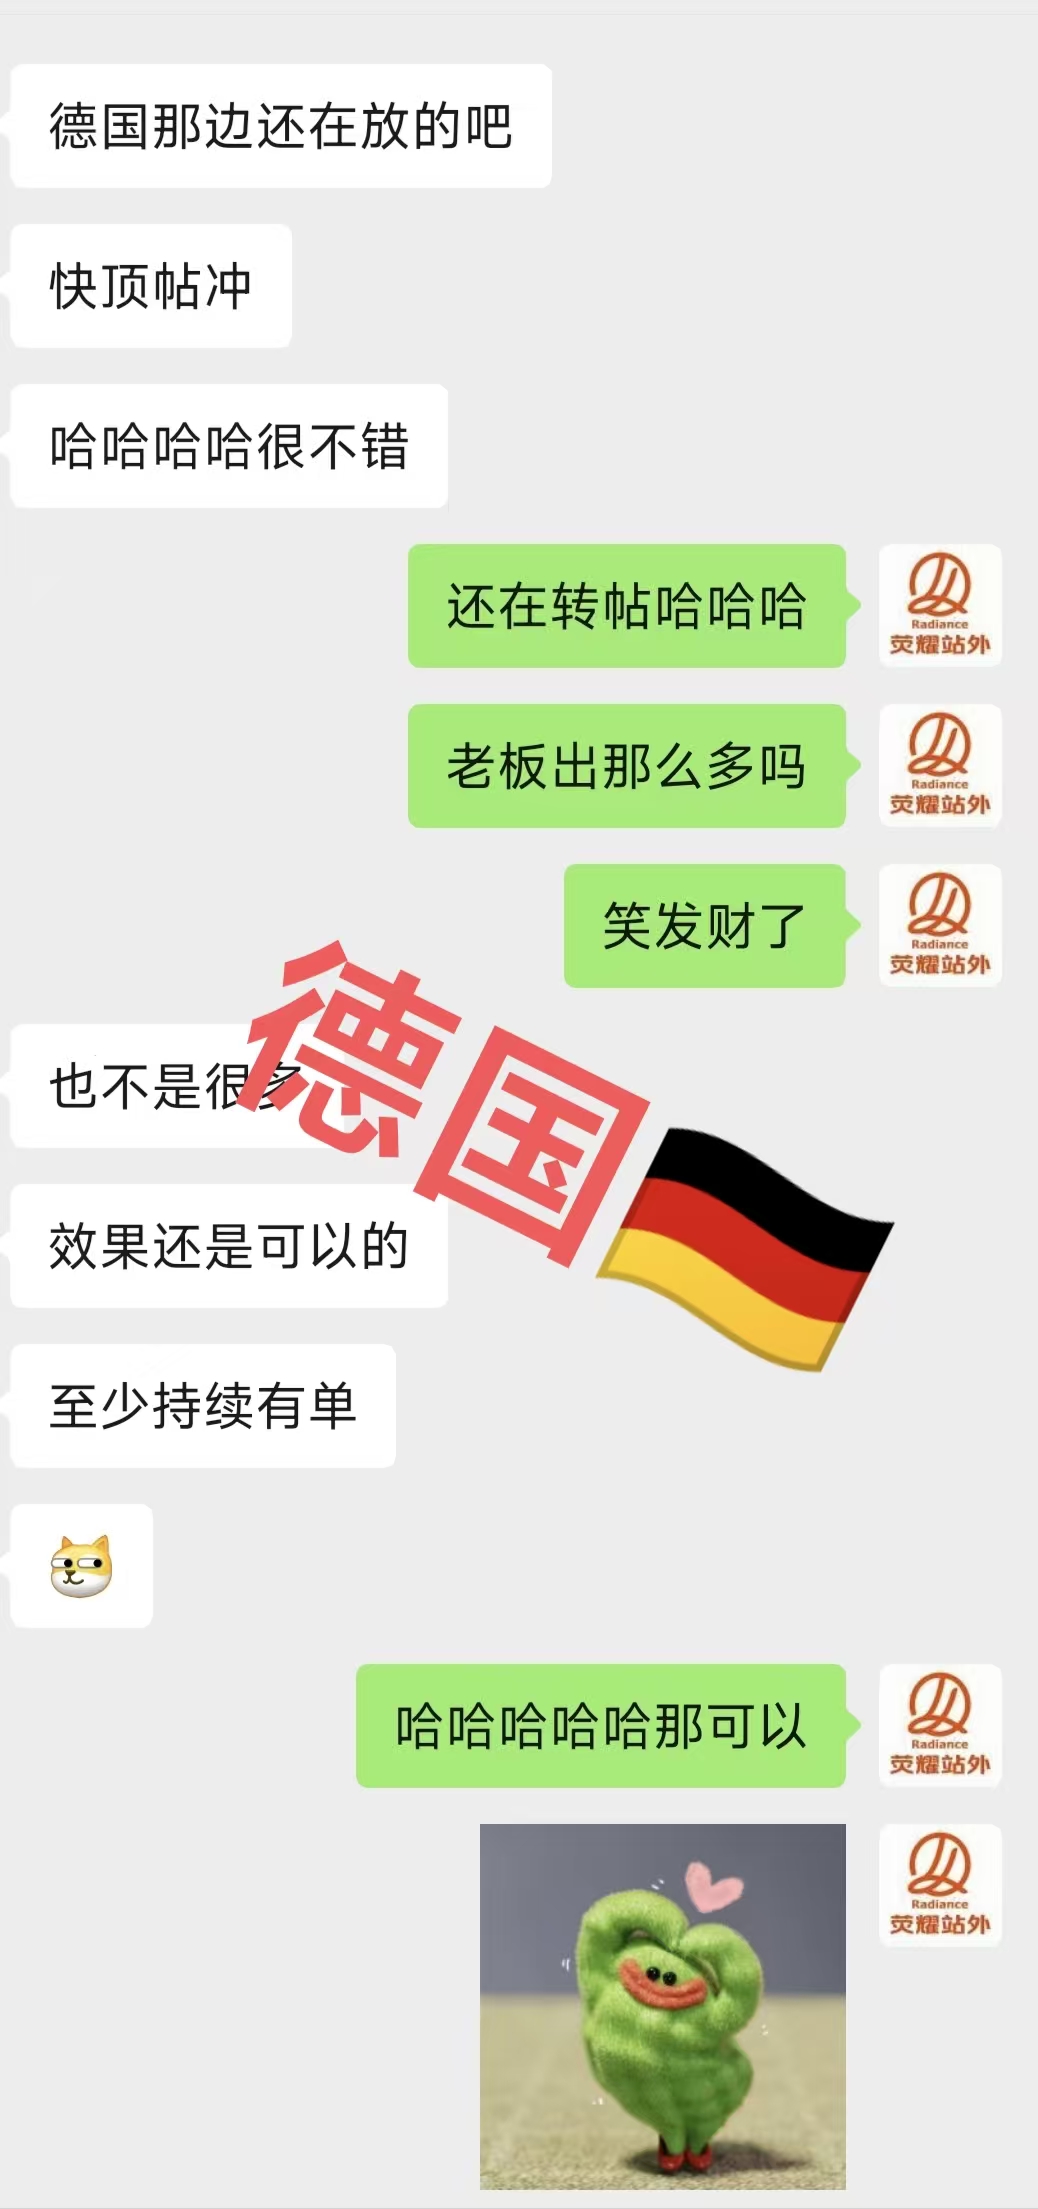 德国那边还在放的吧
快顶帖冲
哈哈哈哈很不错
还在转帖哈哈哈
Radiance
荧耀站外
老板出那么多吗
Radiance
荧耀站外
笑发财了
Radiance
荧耀站外
也不是很多
德国
效果还是可以的
至少持续有单
哈哈哈哈哈那可以
Radiance
荧耀站外
Radiance
荧耀站外